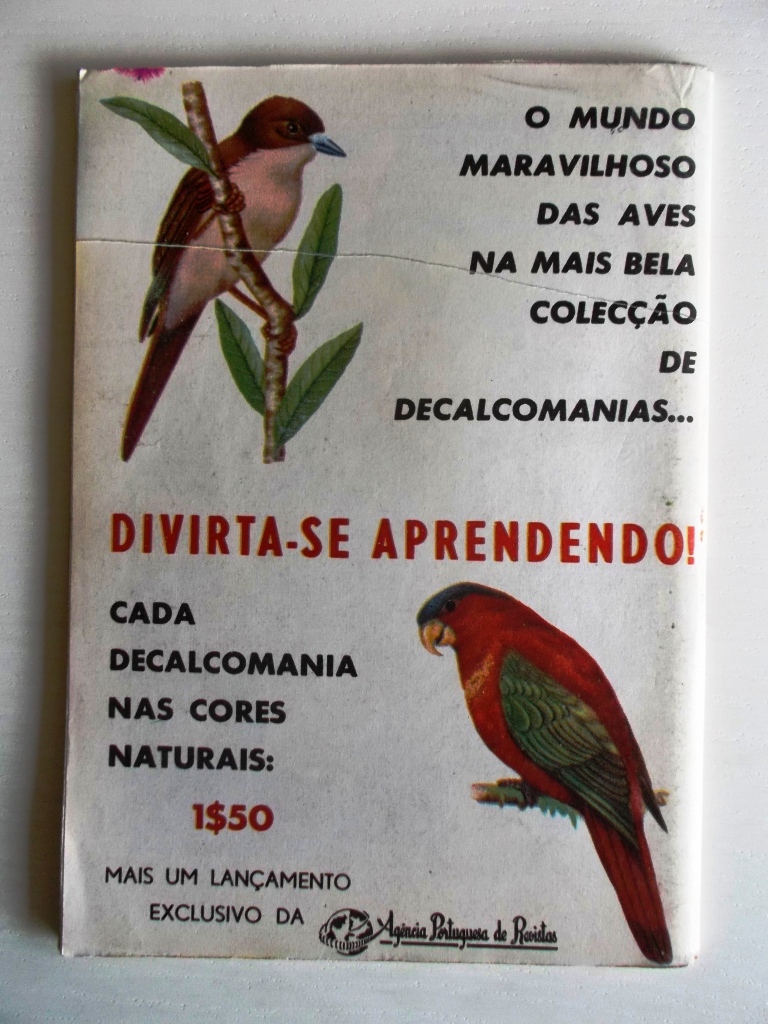 O MUNDO
MARAVILHOSO
DAS AVES
NA MAIS BELA
COLECÇÃO
DE
DECALCOMANIAS...
DIVIRTA-SE APRENDENDO!
CADA
DECALCOMANIA
NAS CORES
NATURAIS:
1$50
MAIS UM LANÇAMENTO
EXCLUSIVO DA Agência Portuguesa de Revistas